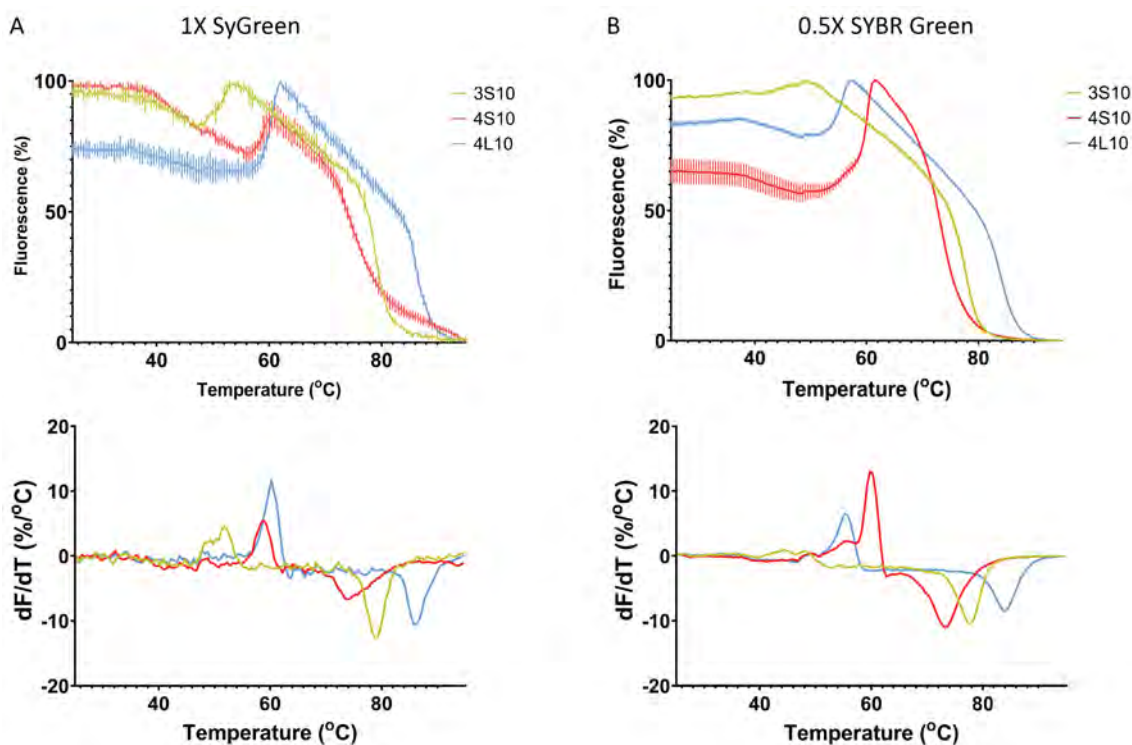 A
1X SyGreen
100
50
0
Fluorescence (%)
40
60
80
Temperature (°C)
3S10
4S10
4L10
B
0.5X SYBR Green
100
50
0
Fluorescence (%)
40
60
80
Temperature (°C)
3S10
4S10
4L10
20
10
0
-10
-20
dF/dT (%/°C)
40
60
80
Temperature (°C)
20
10
0
-10
-20
dF/dT (%/°C)
40
60
80
Temperature (°C)